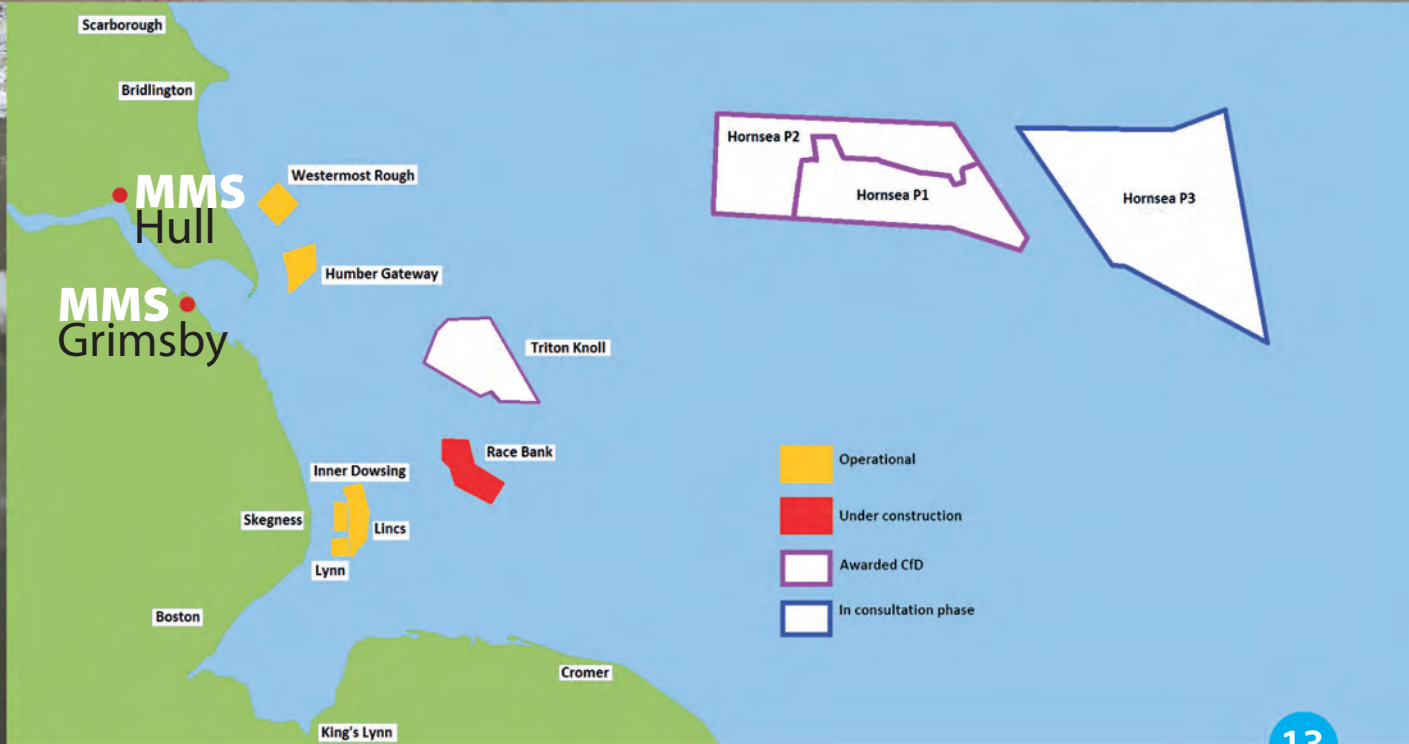 Scarborough
Bridlington
Westermost Rough
MMS
Hull
Humber Gateway
MMS
Grimsby
Hornsea P2
Hornsea P1
Hornsea P3
Triton Knoll
Race Bank
Inner Dowsing
Skegness
Lincs
Lynn
Boston
Cromer
King's Lynn
Operational
Under construction
Awarded CfD
In consultation phase
13